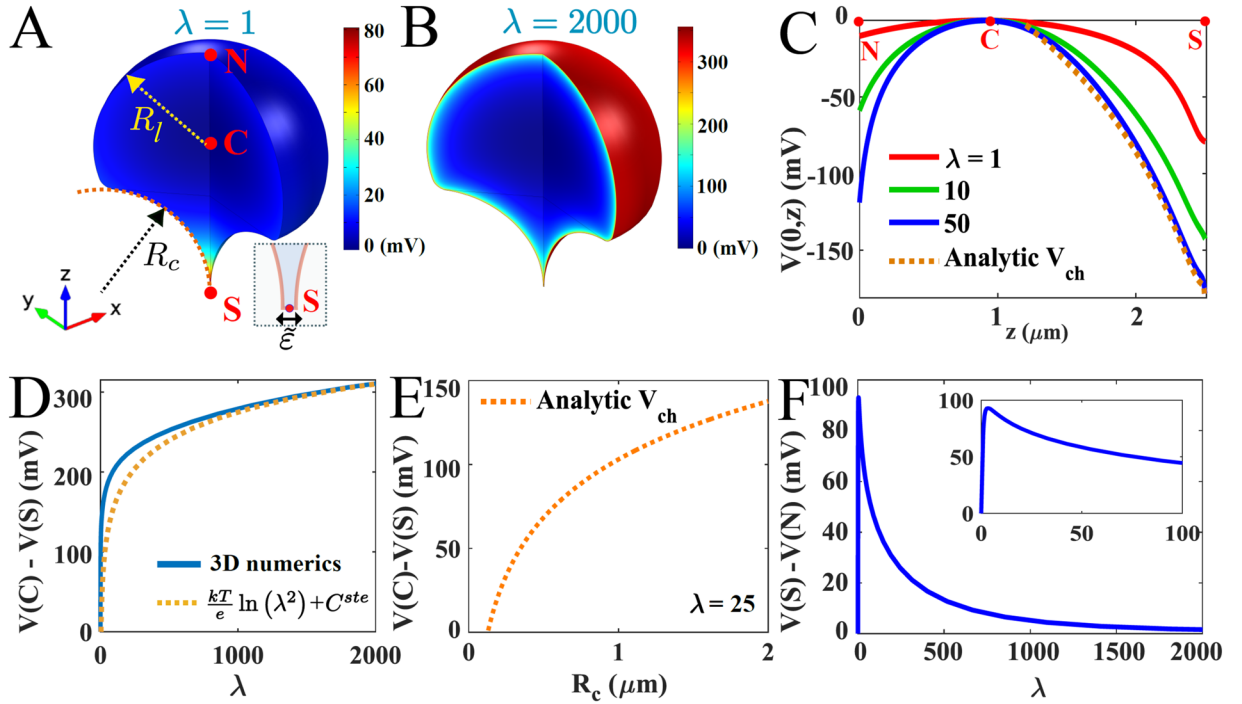 A
λ = 1
80
60
40
20
0 (mV)
N
C
R_l
R_c
S
S
ε̃
z
y
x
B
λ = 2000
300
200
100
0 (mV)
C
0
-50
-100
-150
V(0,z) (mV)
N
C
S
λ = 1
10
50
Analytic V_ch
0
1
2
z (μm)
D
300
200
100
0
V(C) - V(S) (mV)
3D numerics
kT/e ln (λ²)+C^ste
0
1000
2000
λ
E
150
100
50
0
V(C)-V(S) (mV)
Analytic V_ch
λ = 25
0
1
2
R_c (μm)
F
100
80
60
40
20
0
V(S) - V(N) (mV)
100
50
0
0
50
100
0
500
1000
1500
2000
λ